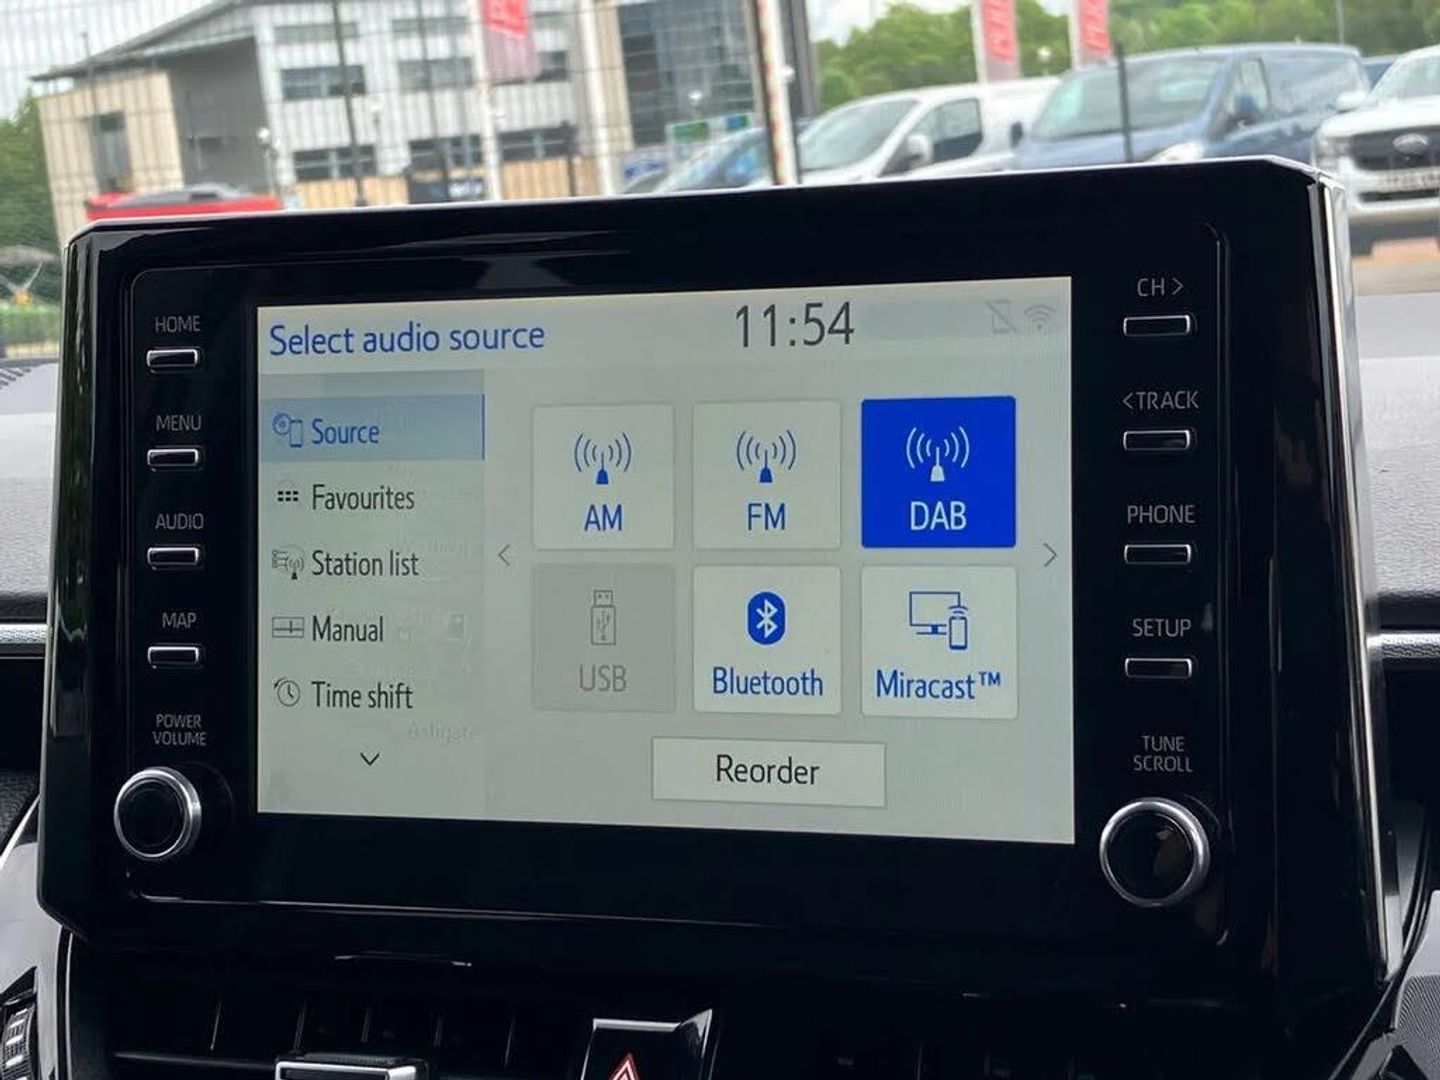 HOME
MENU
AUDIO
MAP
POWER
VOLUME
Select audio source
11:54
Source
Favourites
Station list
Manual
Time shift
AM
FM
DAB
USB
Bluetooth
Miracast™
Reorder
CH >
<TRACK
PHONE
SETUP
TUNE
SCROLL